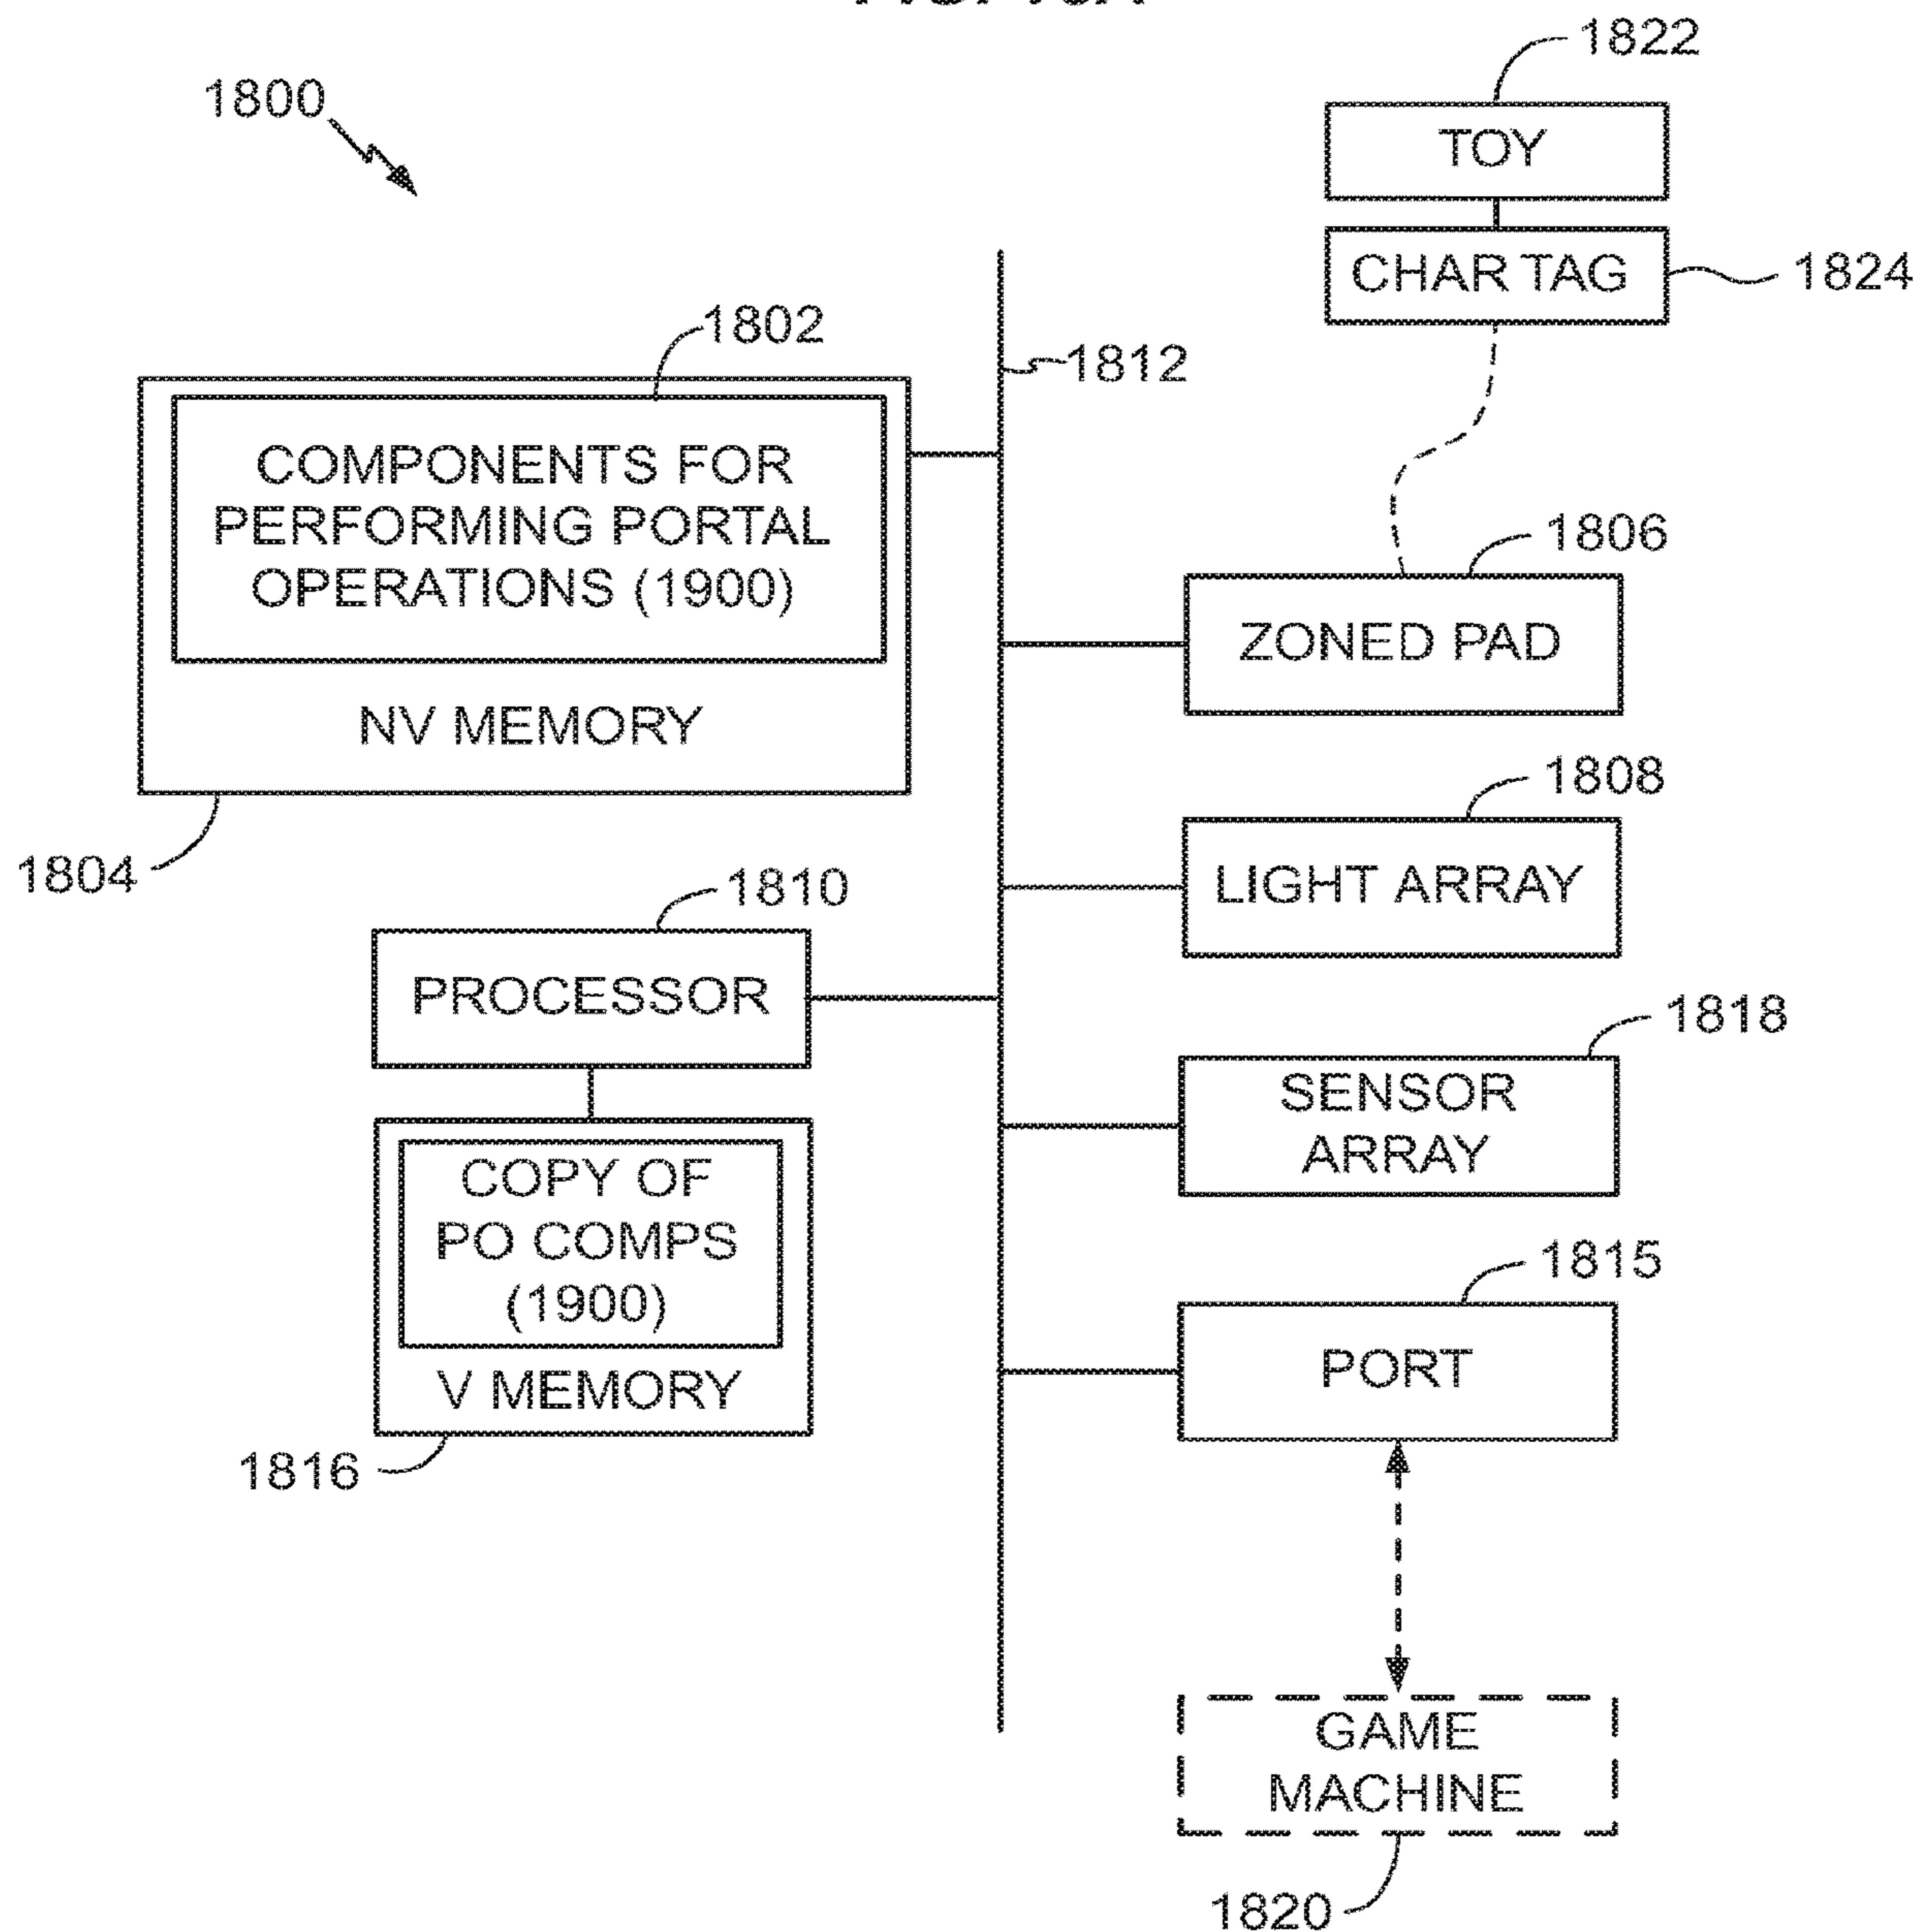 1822
1800
TOY
CHAR TAG
1824
1802
1812
COMPONENTS FOR
PERFORMING PORTAL
OPERATIONS (1900)
NV MEMORY
1804
1806
ZONED PAD
1808
LIGHT ARRAY
1810
PROCESSOR
1818
SENSOR
ARRAY
COPY OF
PO COMPS
(1900)
V MEMORY
1816
1815
PORT
GAME
MACHINE
1820